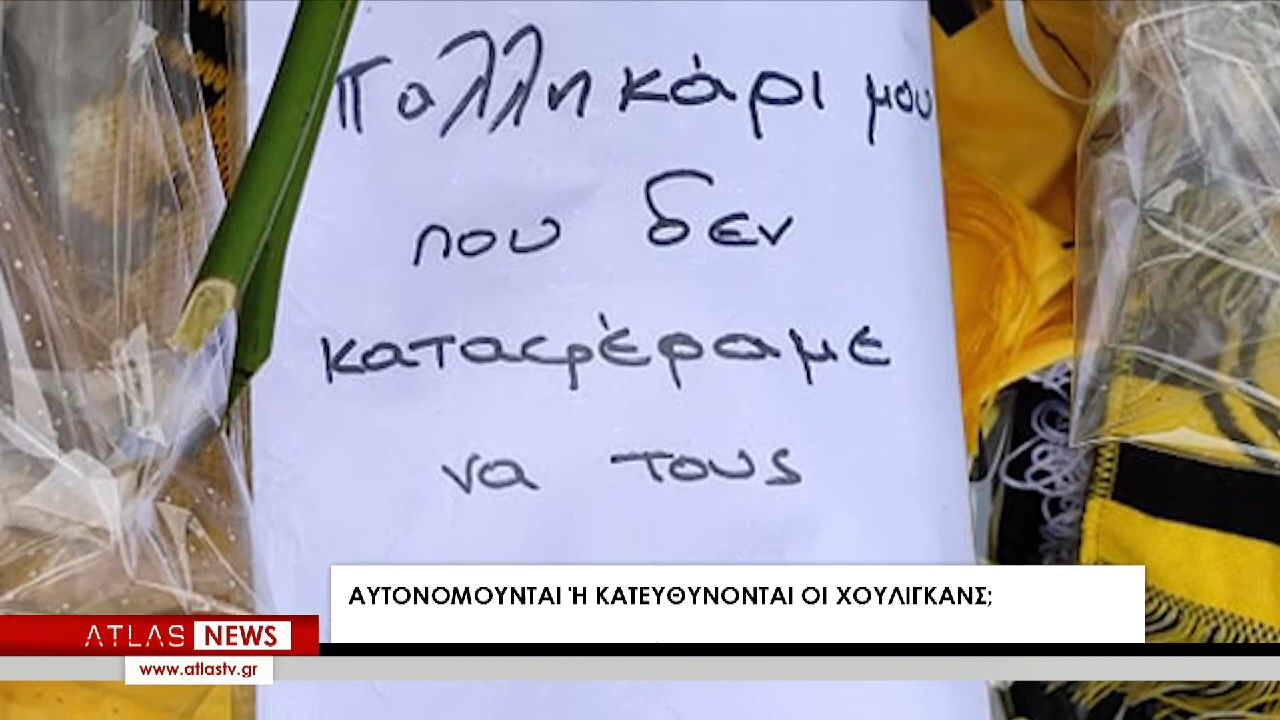 Παλληκάρι μου
που δεν
καταφέραμε
να τους
ΑΥΤΟΝΟΜΟΥΝΤΑΙ Ή ΚΑΤΕΥΘΥΝΟΝΤΑΙ ΟΙ ΧΟΥΛΙΓΚΑΝΣ;
ATLAS NEWS
www.atlastv.gr